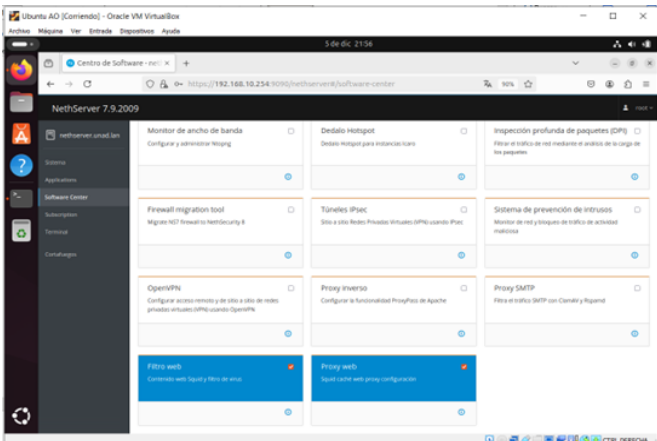 Ubuntu AO [Corriendo] - Oracle VM VirtualBox
Archivo Máquina Ver Entrada Dispositivos Ayuda
5 de dic 21:56
Centro de Software - net
https://192.168.10.254:9090/nethserver#/software-center
90%
NethServer 7.9.2009
root
nethserver.unad.lan
Sistema
Applications
Software Center
Subscription
Terminal
Cortafuegos
Monitor de ancho de banda
Configurar y administrar Ntopng
Dedalo Hotspot
Dedalo Hotspot para instancias Icaro
Inspección profunda de paquetes (DPI)
Filtrar el tráfico de red mediante el análisis de la carga de
los paquetes
Firewall migration tool
Migrate NS7 Firewall to NethSecurity 8
Túneles IPsec
Sitio a sitio Redes Privadas Virtuales (VPN) usando IPsec
Sistema de prevención de intrusos
Monitor de red y bloqueo de tráfico de actividad
maliciosa
OpenVPN
Configurar acceso remoto y de sitio a sitio de redes
privadas virtuales (VPN) usando OpenVPN
Proxy inverso
Configurar la funcionalidad ProxyPass de Apache
Proxy SMTP
Filtra el tráfico SMTP con ClamAV y Rspamd
Filtro web
Contenido web Squid y filtro de virus
Proxy web
Squid caché web proxy configuración
CTRL DERECHA